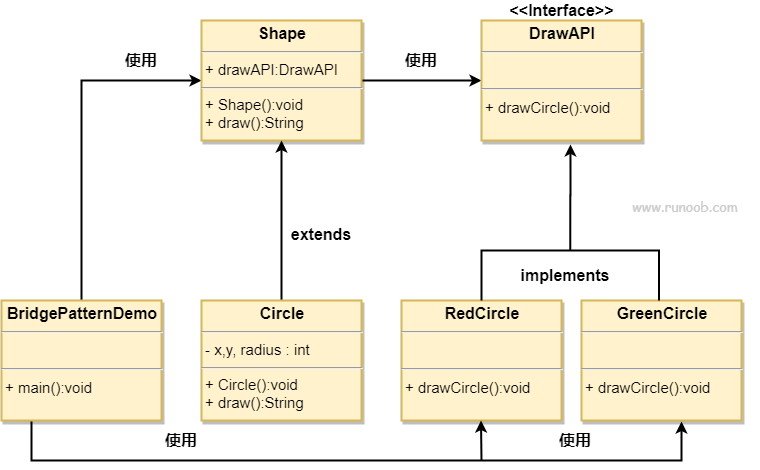 <<Interface>>
Shape
DrawAPI
+ drawAPI:DrawAPI
+ Shape():void
+ draw():String
+ drawCircle():void
使用
使用
www.runoob.com
extends
implements
BridgePatternDemo
+ main():void
Circle
- x,y, radius : int
+ Circle():void
+ draw():String
RedCircle
+ drawCircle():void
GreenCircle
+ drawCircle():void
使用
使用